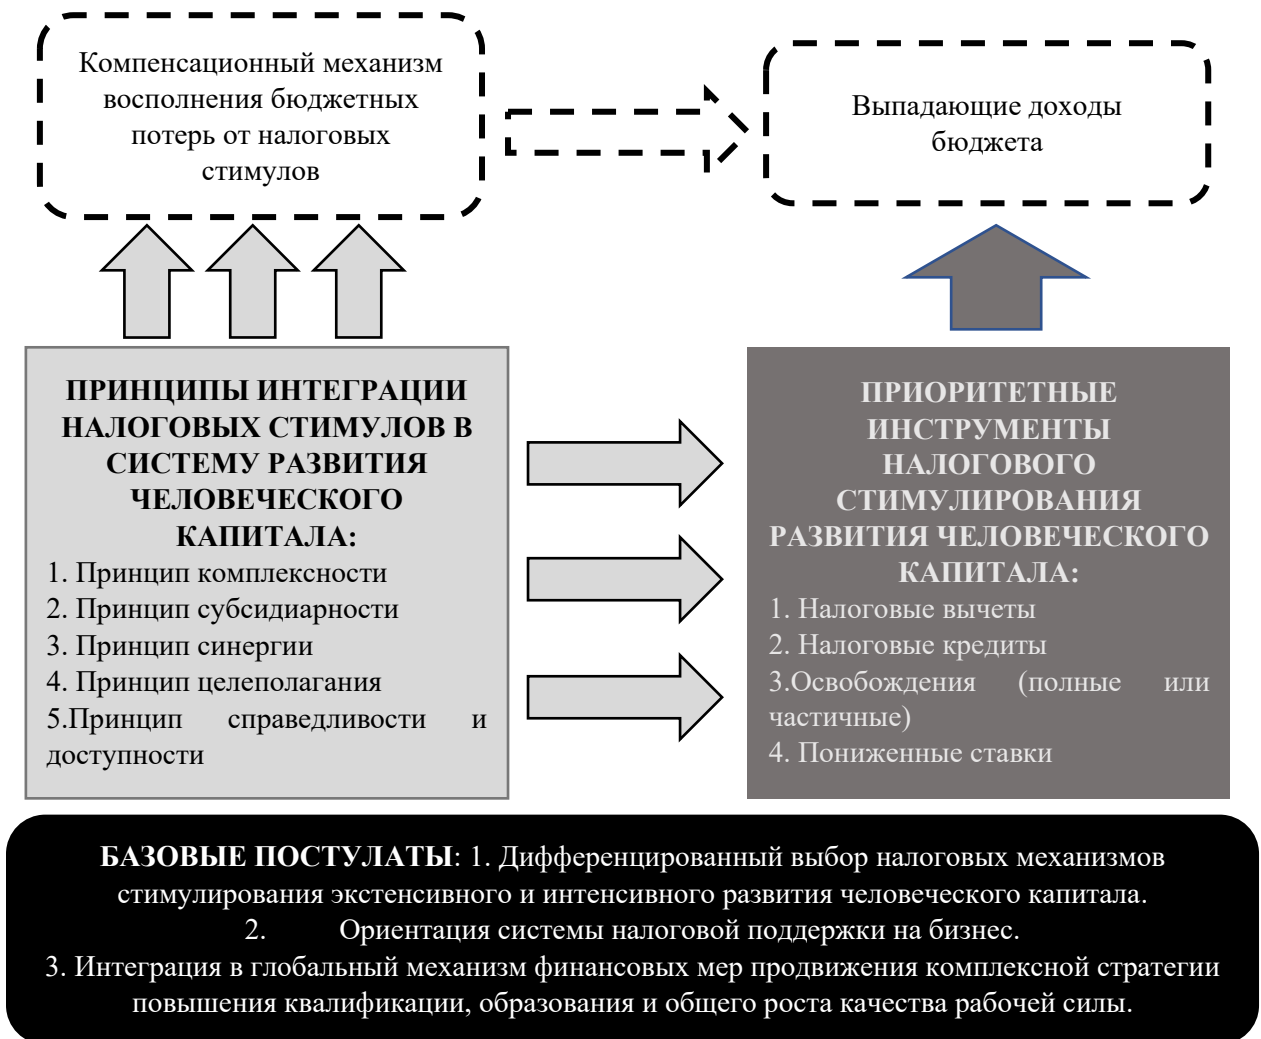 Компенсационный механизм
восполнения бюджетных
потерь от налоговых
стимулов
Выпадающие доходы
бюджета
ПРИНЦИПЫ ИНТЕГРАЦИИ
НАЛОГОВЫХ СТИМУЛОВ В
СИСТЕМУ РАЗВИТИЯ
ЧЕЛОВЕЧЕСКОГО
КАПИТАЛА:
1. Принцип комплексности
2. Принцип субсидиарности
3. Принцип синергии
4. Принцип целеполагания
5.Принцип справедливости и
доступности
ПРИОРИТЕТНЫЕ
ИНСТРУМЕНТЫ
НАЛОГОВОГО
СТИМУЛИРОВАНИЯ
РАЗВИТИЯ ЧЕЛОВЕЧЕСКОГО
КАПИТАЛА:
1. Налоговые вычеты
2. Налоговые кредиты
3.Освобождения (полные или
частичные)
4. Пониженные ставки
БАЗОВЫЕ ПОСТУЛАТЫ: 1. Дифференцированный выбор налоговых механизмов
стимулирования экстенсивного и интенсивного развития человеческого капитала.
2. Ориентация системы налоговой поддержки на бизнес.
3. Интеграция в глобальный механизм финансовых мер продвижения комплексной стратегии
повышения квалификации, образования и общего роста качества рабочей силы.